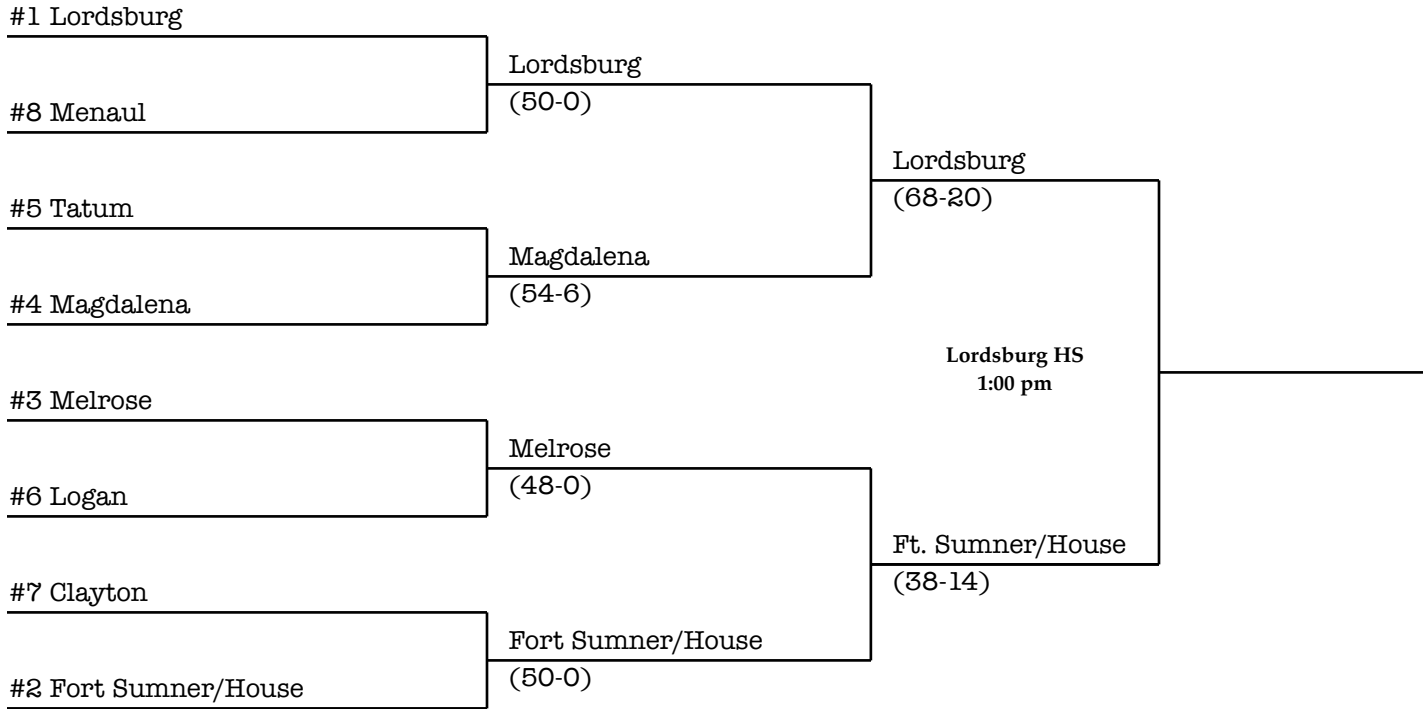 #1 Lordsburg
Lordsburg
(50-0)
#8 Menaul
Lordsburg
(68-20)
#5 Tatum
Magdalena
(54-6)
#4 Magdalena
Lordsburg HS
1:00 pm
#3 Melrose
Melrose
(48-0)
#6 Logan
Ft. Sumner/House
(38-14)
#7 Clayton
Fort Sumner/House
(50-0)
#2 Fort Sumner/House